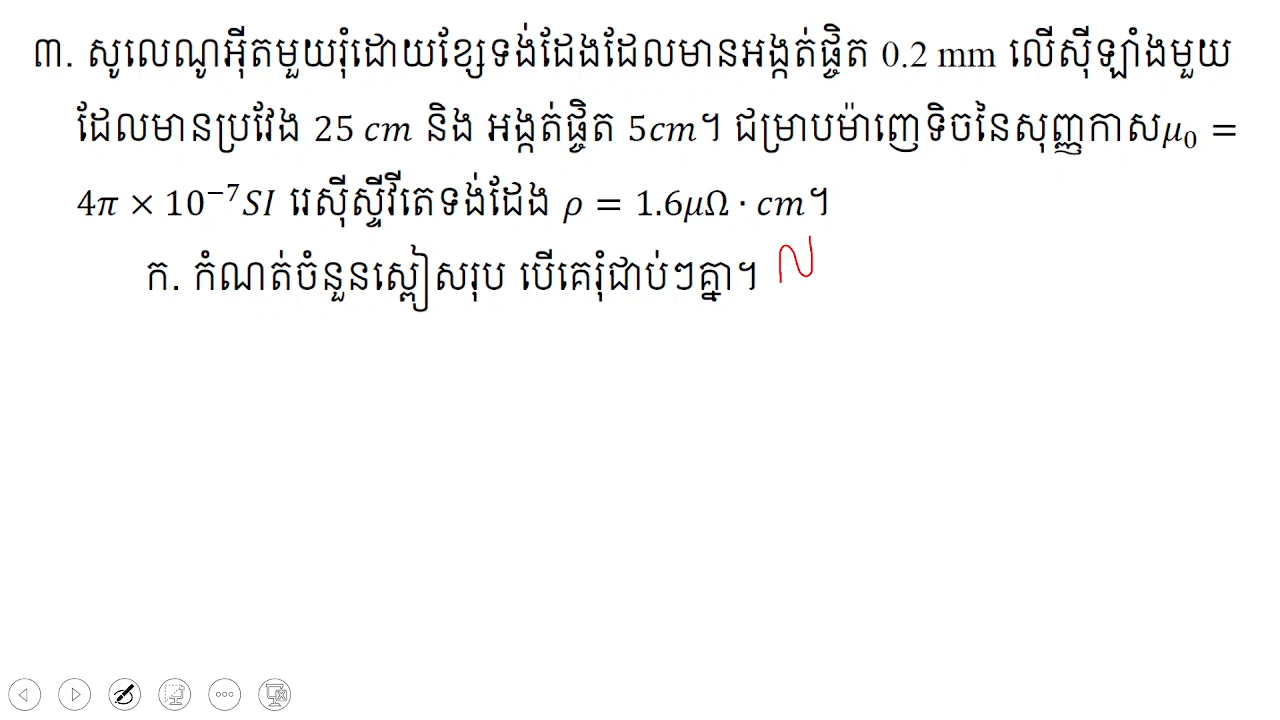 ៣. សូលេណូអ៊ីតមួយរុំដោយខ្សែទង់ដែងដែលមានអង្កត់ផ្ចិត 0.2 mm លើស៊ីឡាំងមួយ
ដែលមានប្រវែង 25 cm និង អង្កត់ផ្ចិត 5cm។ ជម្រាបម៉ាញេទិចនៃសុញ្ញកាសμ₀ =
4π × 10⁻⁷SI រេស៊ីស្ទីវីតេទង់ដែង ρ = 1.6μΩ · cm។
ក. កំណត់ចំនួនស្ពៀសរុប បើគេរុំជាប់ៗគ្នា។ N